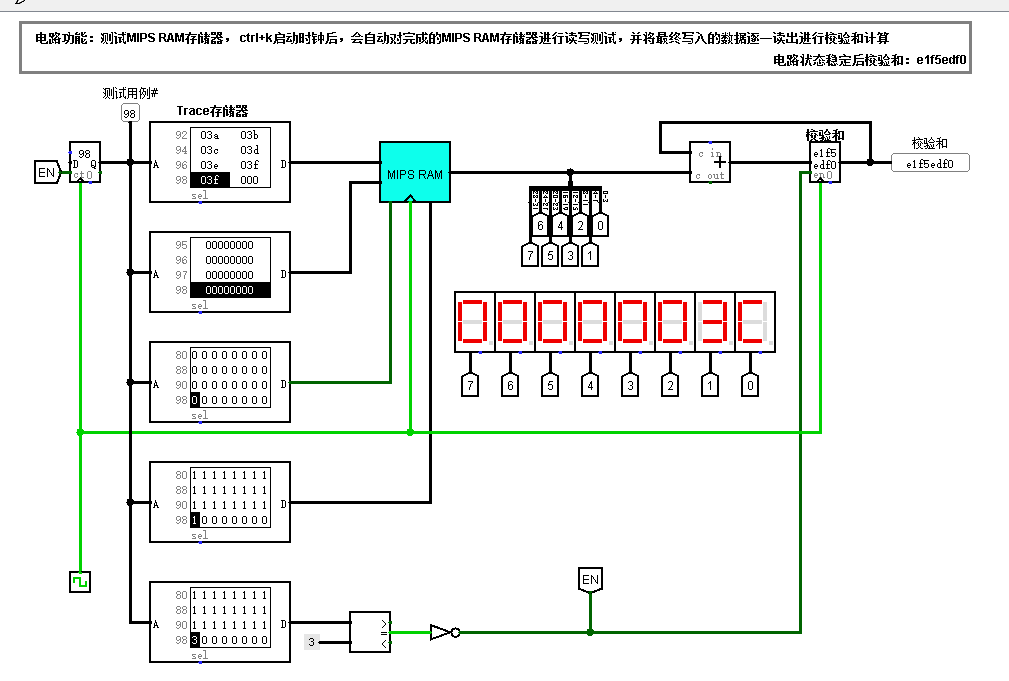 电路功能：测试MIPS RAM存储器，ctrl+k启动时钟后，会自动对完成的MIPS RAM存储器进行读写测试，并将最终写入的数据逐一读出进行校验和计算
电路状态稳定后校验和：e1f5edf0
测试用例#
98
Trace存储器
EN
98
D Q
ct0
A
92 03a 03b
94 03c 03d
96 03e 03f
98 03f 000
D
sel
MIPS RAM
c in
+
c out
校验和
e1f5
edf0
en0
校验和
e1f5edf0
6 4 2 0
7 5 3 1
A
95 00000000
96 00000000
97 00000000
98 00000000
D
sel
0000003C
7 6 5 4 3 2 1 0
A
80 0 0 0 0 0 0 0 0
88 0 0 0 0 0 0 0 0
90 0 0 0 0 0 0 0 0
98 0 0 0 0 0 0 0 0
D
sel
A
80 1 1 1 1 1 1 1 1
88 1 1 1 1 1 1 1 1
90 1 1 1 1 1 1 1 1
98 1 0 0 0 0 0 0 0
D
sel
EN
A
80 1 1 1 1 1 1 1 1
88 1 1 1 1 1 1 1 1
90 1 1 1 1 1 1 1 1
98 3 0 0 0 0 0 0 0
D
sel
3
>
=
<